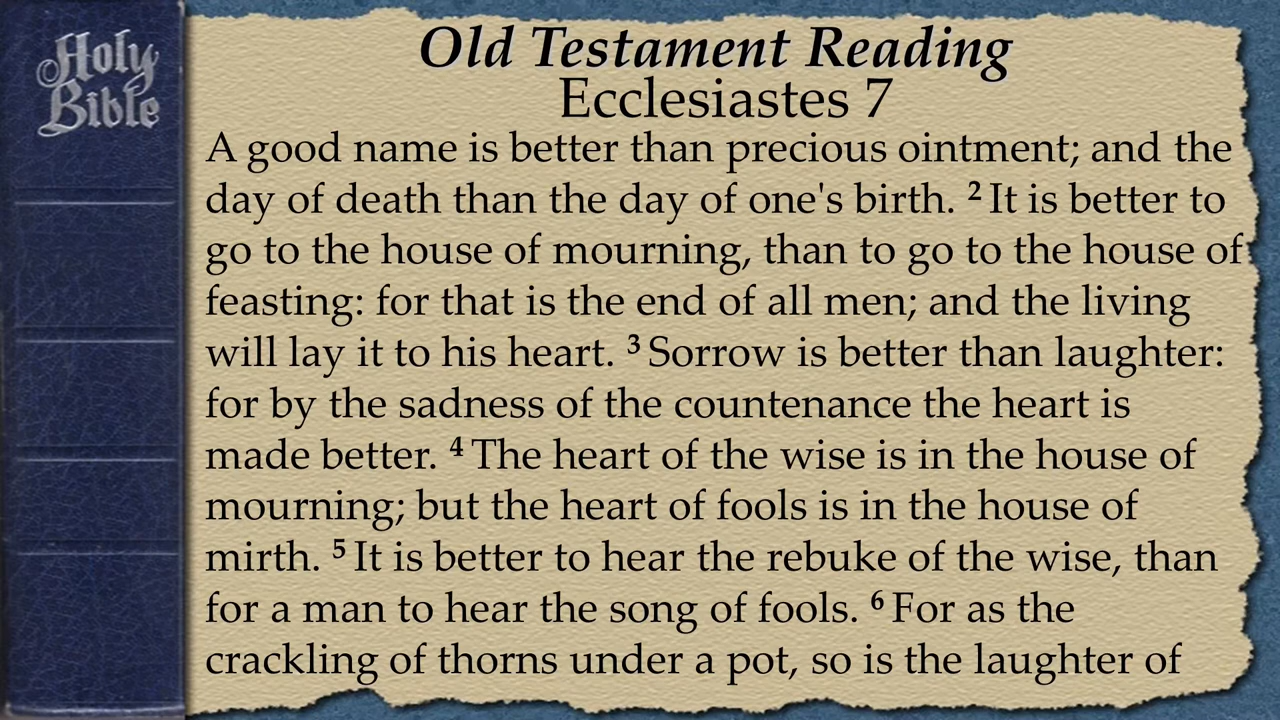 Holy
Bible
Old Testament Reading
Ecclesiastes 7
A good name is better than precious ointment; and the
day of death than the day of one's birth. 2 It is better to
go to the house of mourning, than to go to the house of
feasting: for that is the end of all men; and the living
will lay it to his heart. 3 Sorrow is better than laughter:
for by the sadness of the countenance the heart is
made better. 4 The heart of the wise is in the house of
mourning; but the heart of fools is in the house of
mirth. 5 It is better to hear the rebuke of the wise, than
for a man to hear the song of fools. 6 For as the
crackling of thorns under a pot, so is the laughter of